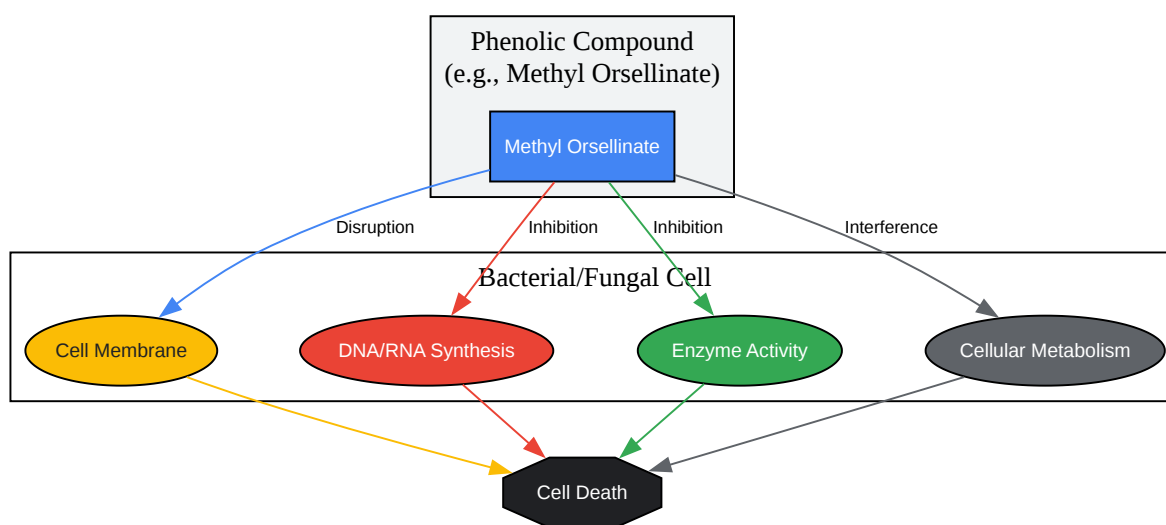 Phenolic Compound
(e.g., Methyl Orsellinate)
Methyl Orsellinate
Disruption
Inhibition
Inhibition
Interference
Bacterial/Fungal Cell
Cell Membrane
DNA/RNA Synthesis
Enzyme Activity
Cellular Metabolism
Cell Death